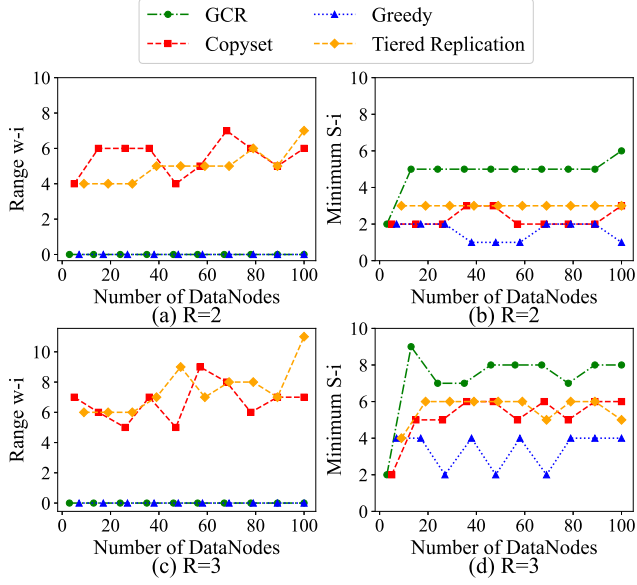 GCR
Greedy
Copyset
Tiered Replication
10
8
6
4
2
0
Range w-i
0 20 40 60 80 100
Number of DataNodes
(a) R=2
10
8
6
4
2
0
Minimum S-i
0 20 40 60 80 100
Number of DataNodes
(b) R=2
10
8
6
4
2
0
Range w-i
0 20 40 60 80 100
Number of DataNodes
(c) R=3
10
8
6
4
2
0
Minimum S-i
0 20 40 60 80 100
Number of DataNodes
(d) R=3